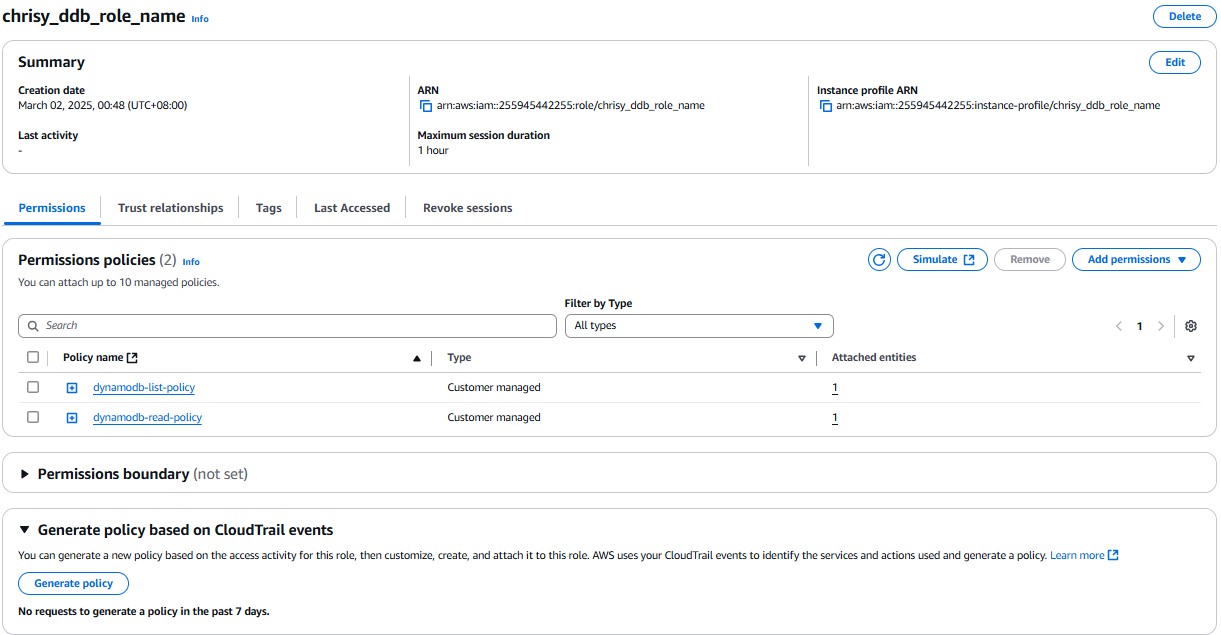 chrisy_ddb_role_name Info
Delete
Summary
Edit
Creation date
March 02, 2025, 00:48 (UTC+08:00)
Last activity
-
ARN
arn:aws:iam::255945442255:role/chrisy_ddb_role_name
Maximum session duration
1 hour
Instance profile ARN
arn:aws:iam::255945442255:instance-profile/chrisy_ddb_role_name
Permissions
Trust relationships
Tags
Last Accessed
Revoke sessions
Permissions policies (2) Info
Simulate
Remove
Add permissions
You can attach up to 10 managed policies.
Filter by Type
Search
All types
1
Policy name
Type
Attached entities
dynamodb-list-policy
Customer managed
1
dynamodb-read-policy
Customer managed
1
Permissions boundary (not set)
Generate policy based on CloudTrail events
You can generate a new policy based on the access activity for this role, then customize, create, and attach it to this role. AWS uses your CloudTrail events to identify the services and actions used and generate a policy. Learn more
Generate policy
No requests to generate a policy in the past 7 days.